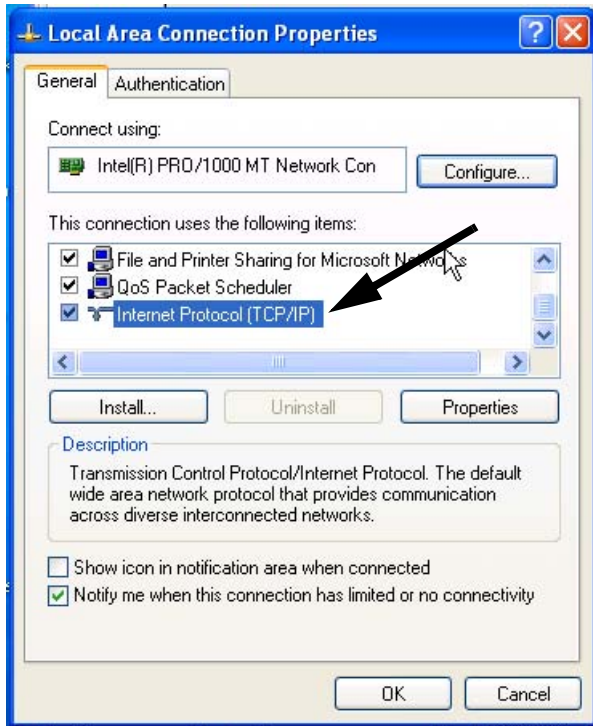 Local Area Connection Properties
General
Authentication
Connect using:
Intel(R) PRO/1000 MT Network Con
Configure...
This connection uses the following items:
File and Printer Sharing for Microsoft Networks
QoS Packet Scheduler
Internet Protocol (TCP/IP)
Install...
Uninstall
Properties
Description
Transmission Control Protocol/Internet Protocol. The default
wide area network protocol that provides communication
across diverse interconnected networks.
Show icon in notification area when connected
Notify me when this connection has limited or no connectivity
OK
Cancel